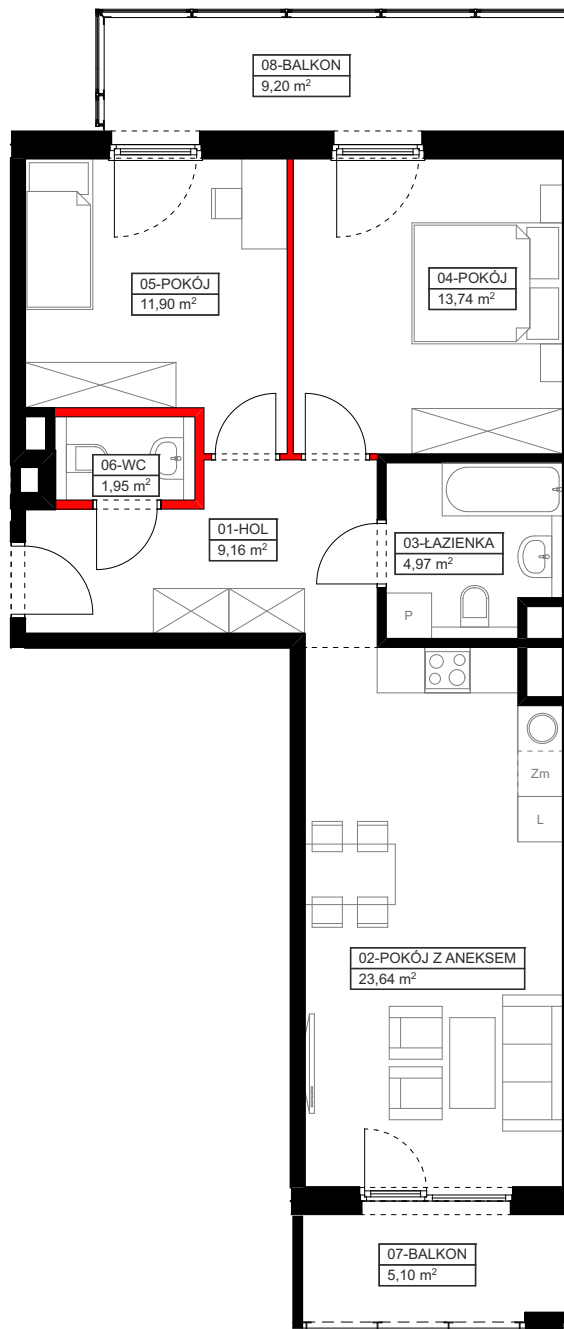 08-BALKON
9,20 m²
05-POKÓJ
11,90 m²
04-POKÓJ
13,74 m²
06-WC
1,95 m²
01-HOL
9,16 m²
03-ŁAZIENKA
4,97 m²
P
Zm
L
02-POKÓJ Z ANEKSEM
23,64 m²
07-BALKON
5,10 m²